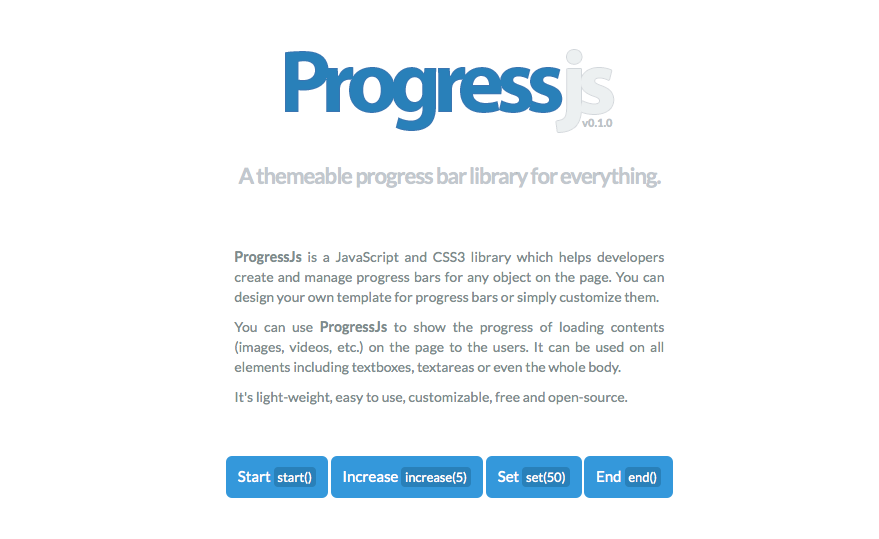 Progressjs
v0.1.0
A themeable progress bar library for everything.
ProgressJs is a JavaScript and CSS3 library which helps developers
create and manage progress bars for any object on the page. You can
design your own template for progress bars or simply customize them.
You can use ProgressJs to show the progress of loading contents
(images, videos, etc.) on the page to the users. It can be used on all
elements including textboxes, textareas or even the whole body.
It's light-weight, easy to use, customizable, free and open-source.
Start start() Increase increase(5) Set set(50) End end()